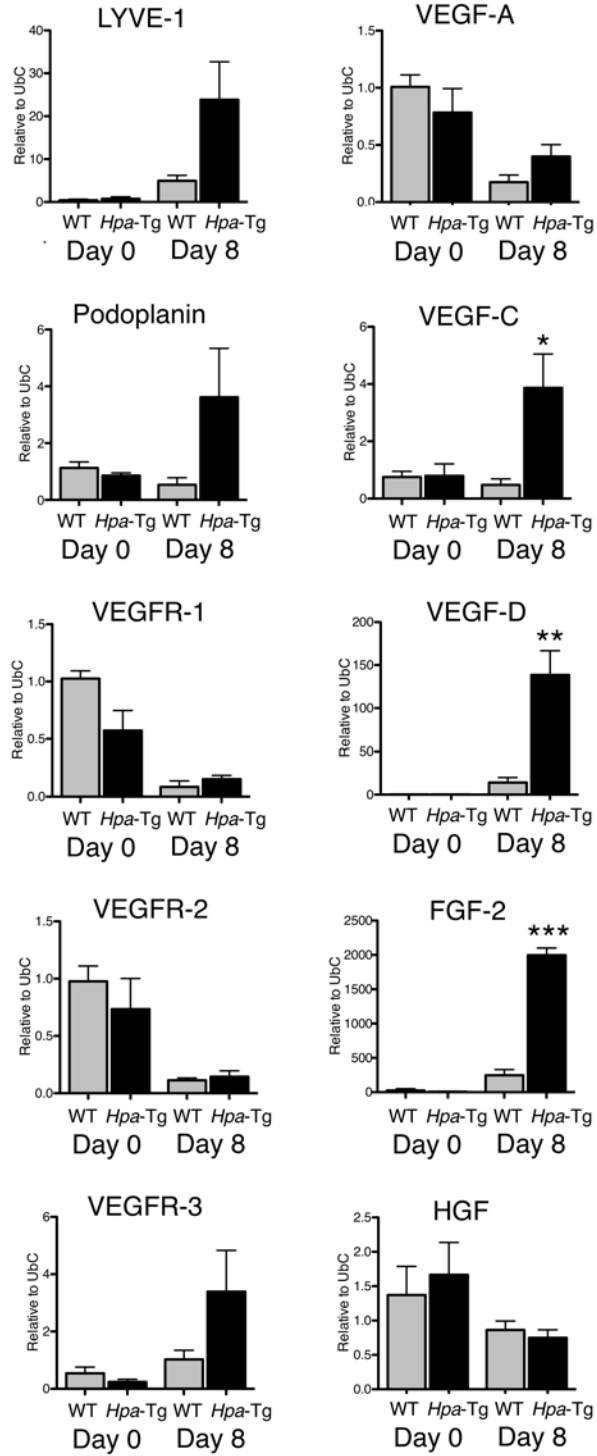 LYVE-1
Relative to UbC
40
30
20
10
0
WT Hpa-Tg WT Hpa-Tg
Day 0 Day 8
VEGF-A
Relative to UbC
1.5
1.0
0.5
0.0
WT Hpa-Tg WT Hpa-Tg
Day 0 Day 8
Podoplanin
Relative to UbC
6
4
2
0
WT Hpa-Tg WT Hpa-Tg
Day 0 Day 8
VEGF-C
Relative to UbC
6
4
2
0
*
WT Hpa-Tg WT Hpa-Tg
Day 0 Day 8
VEGFR-1
Relative to UbC
1.5
1.0
0.5
0.0
WT Hpa-Tg WT Hpa-Tg
Day 0 Day 8
VEGF-D
Relative to UbC
200
150
100
50
0
**
WT Hpa-Tg WT Hpa-Tg
Day 0 Day 8
VEGFR-2
Relative to UbC
1.5
1.0
0.5
0.0
WT Hpa-Tg WT Hpa-Tg
Day 0 Day 8
FGF-2
Relative to UbC
2500
2000
1500
1000
500
0
***
WT Hpa-Tg WT Hpa-Tg
Day 0 Day 8
VEGFR-3
Relative to UbC
6
4
2
0
WT Hpa-Tg WT Hpa-Tg
Day 0 Day 8
HGF
Relative to UbC
2.5
2.0
1.5
1.0
0.5
0.0
WT Hpa-Tg WT Hpa-Tg
Day 0 Day 8